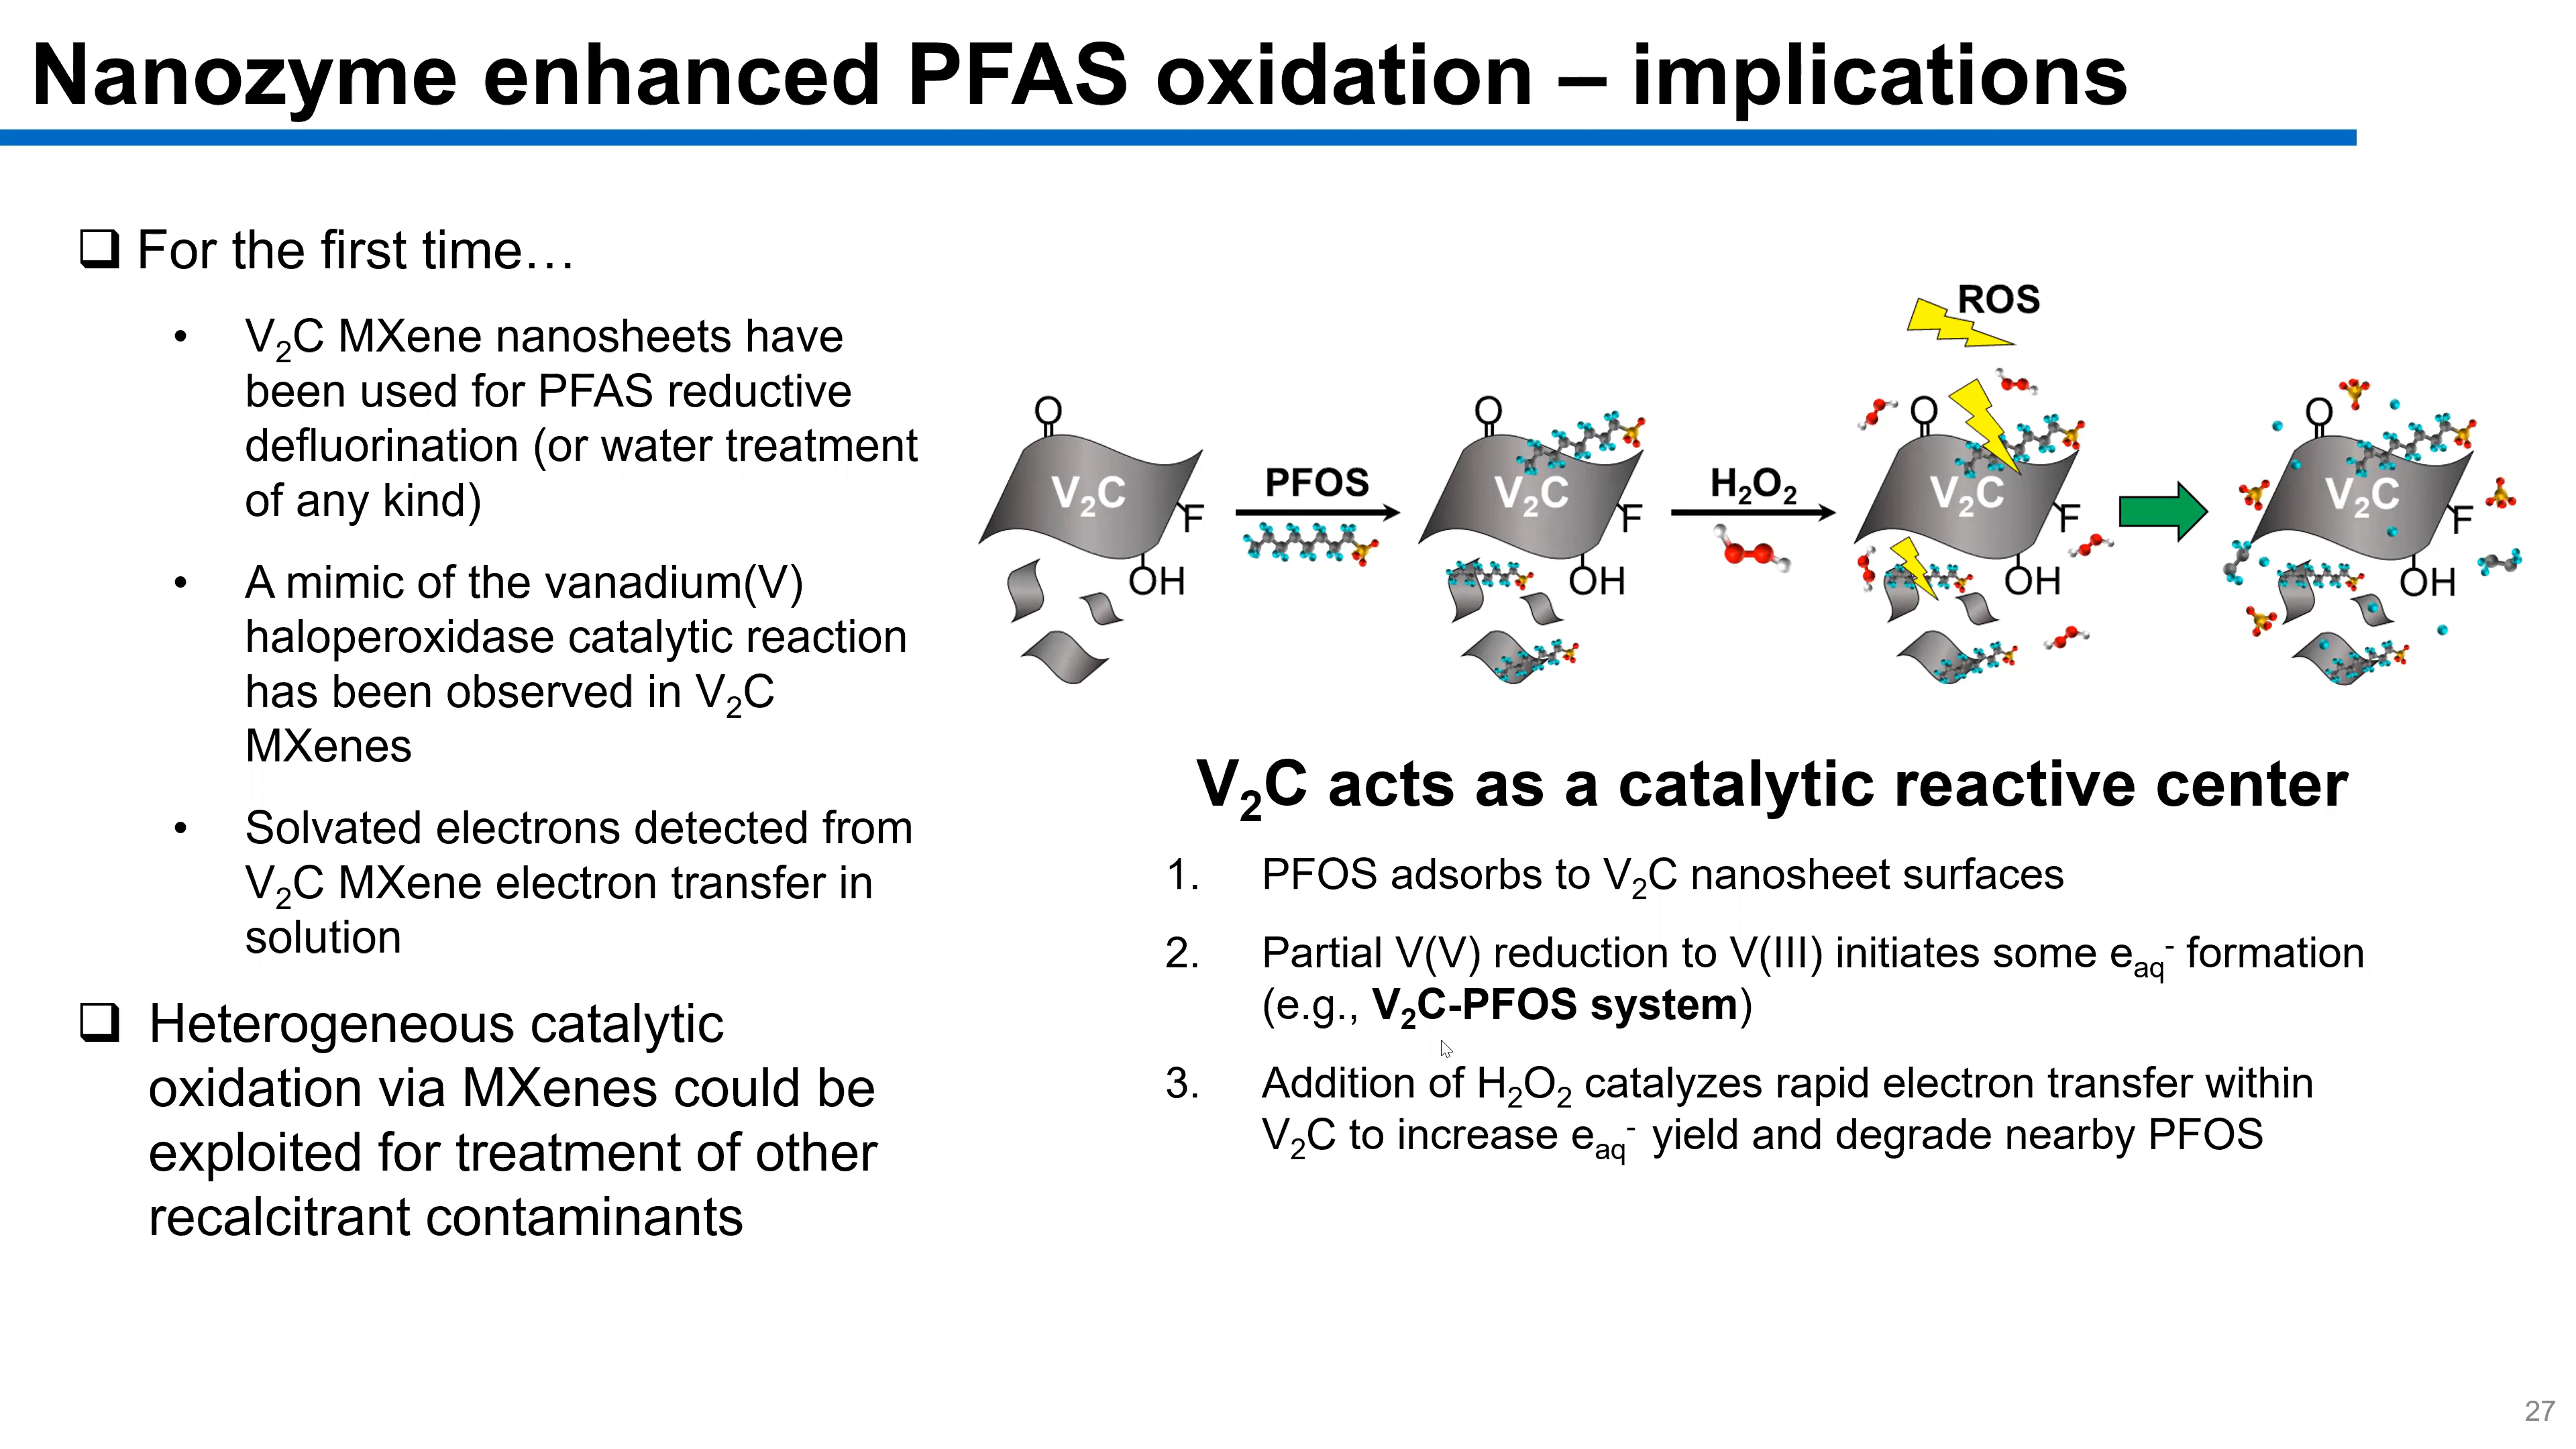 Nanozyme enhanced PFAS oxidation – implications
❑ For the first time…
• V₂C MXene nanosheets have
been used for PFAS reductive
defluorination (or water treatment
of any kind)
• A mimic of the vanadium(V)
haloperoxidase catalytic reaction
has been observed in V₂C
MXenes
• Solvated electrons detected from
V₂C MXene electron transfer in
solution
❑ Heterogeneous catalytic
oxidation via MXenes could be
exploited for treatment of other
recalcitrant contaminants
O
V₂C
F
OH
PFOS
O
V₂C
F
OH
H₂O₂
ROS
O
V₂C
F
OH
O
V₂C
F
OH
V₂C acts as a catalytic reactive center
1. PFOS adsorbs to V₂C nanosheet surfaces
2. Partial V(V) reduction to V(III) initiates some eaq⁻ formation
(e.g., V₂C-PFOS system)
3. Addition of H₂O₂ catalyzes rapid electron transfer within
V₂C to increase eaq⁻ yield and degrade nearby PFOS
27